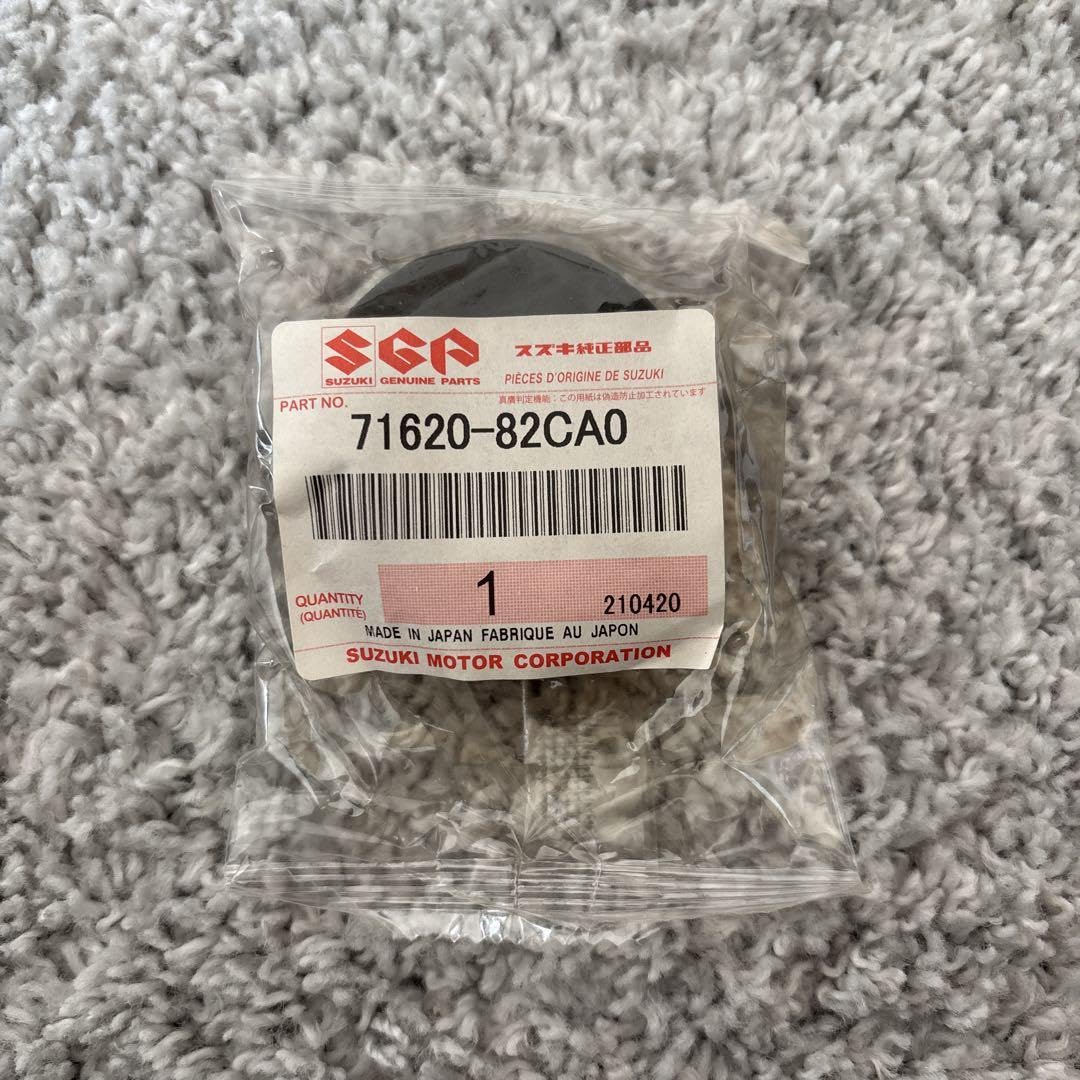 SGP
スズキ純正部品
SUZUKI GENUINE PARTS
PIÈCES D'ORIGINE DE SUZUKI
真贋判定機能：この用紙は偽造防止加工されています
PART NO.
71620-82CA0
QUANTITY
(QUANTITÉ)
1
210420
MADE IN JAPAN FABRIQUE AU JAPON
SUZUKI MOTOR CORPORATION